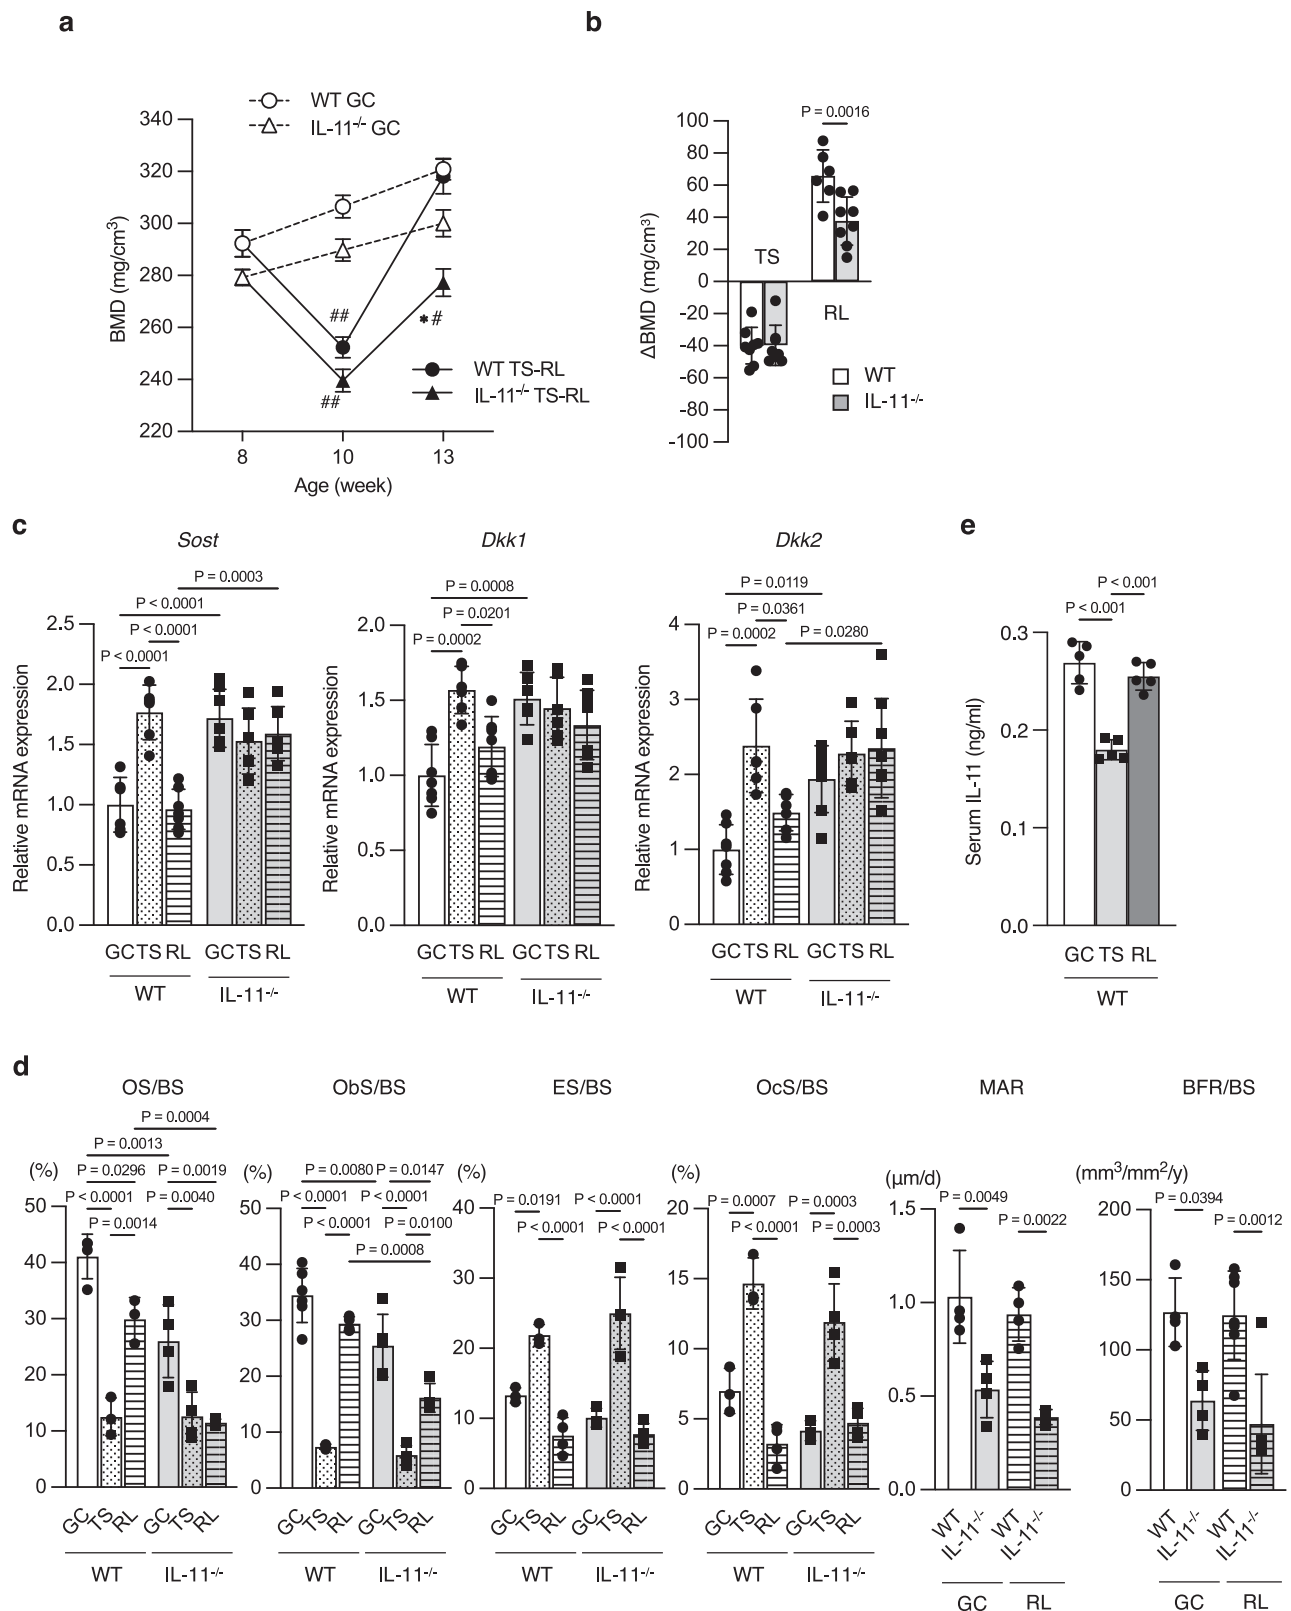 a
WT GC
IL-11-/- GC
BMD (mg/cm3)
340
320
300
280
260
240
220
##
##
*#
WT TS-RL
IL-11-/- TS-RL
8 10 13
Age (week)
b
P = 0.0016
ΔBMD (mg/cm3)
100
80
60
40
20
0
-20
-40
-60
-80
-100
TS
RL
WT
IL-11-/-
c
Sost
P = 0.0003
P < 0.0001
P <0.0001
P <0.0001
Relative mRNA expression
2.5
2.0
1.5
1.0
0.5
0.0
GC TS RL GC TS RL
WT IL-11-/-
Dkk1
P = 0.0008
P = 0.0201
P = 0.0002
Relative mRNA expression
2.0
1.5
1.0
0.5
0.0
GC TS RL GC TS RL
WT IL-11-/-
Dkk2
P = 0.0119
P = 0.0361
P = 0.0002 P = 0.0280
Relative mRNA expression
4
3
2
1
0
GC TS RL GC TS RL
WT IL-11-/-
e
P <0.001
P <0.001
Serum IL-11 (ng/ml)
0.3
0.2
0.1
0.0
GC TS RL
WT
d
OS/BS
P = 0.0004
P = 0.0013
P = 0.0296 P =0.0019
P <0.0001 P =0.0040
P = 0.0014
(%)
50
40
30
20
10
0
GC TS RL GC TS RL
WT IL-11-/-
ObS/BS
P =0.0080 P =0.0147
P <0.0001 P <0.0001
P <0.0001 P =0.0100
P =0.0008
(%)
50
40
30
20
10
0
GC TS RL GC TS RL
WT IL-11-/-
ES/BS
P =0.0191 P <0.0001
P <0.0001 P <0.0001
(%)
40
30
20
10
0
GC TS RL GC TS RL
WT IL-11-/-
OcS/BS
P =0.0007 P =0.0003
P <0.0001 P =0.0003
(%)
20
15
10
5
0
GC TS RL GC TS RL
WT IL-11-/-
MAR
(μm/d)
P =0.0049
P =0.0022
1.5
1.0
0.5
0.0
WT IL-11-/- WT IL-11-/-
GC RL
BFR/BS
(mm3/mm2/y)
P =0.0394
P =0.0012
200
150
100
50
0
WT IL-11-/- WT IL-11-/-
GC RL